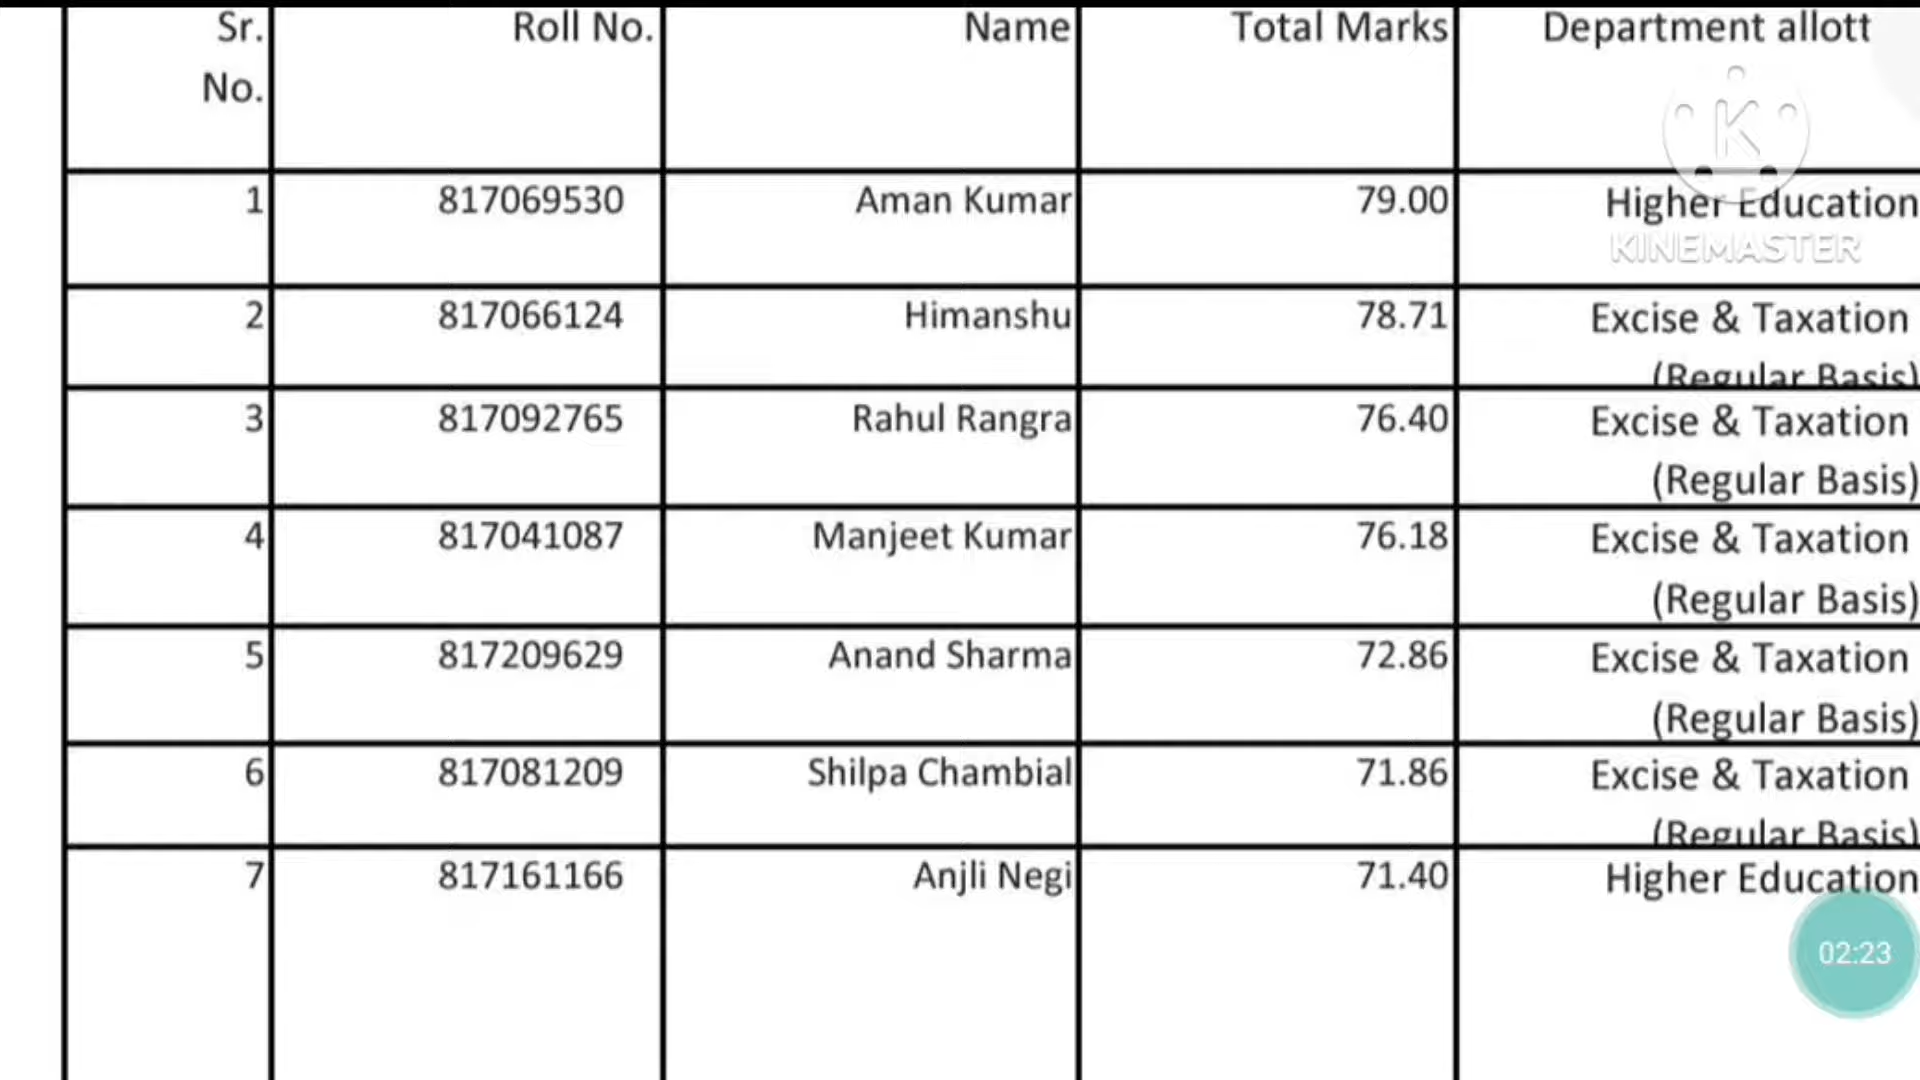 Sr. No. Roll No. Name Total Marks Department allott
1 817069530 Aman Kumar 79.00 Higher Education
2 817066124 Himanshu 78.71 Excise & Taxation (Regular Basis)
3 817092765 Rahul Rangra 76.40 Excise & Taxation (Regular Basis)
4 817041087 Manjeet Kumar 76.18 Excise & Taxation (Regular Basis)
5 817209629 Anand Sharma 72.86 Excise & Taxation (Regular Basis)
6 817081209 Shilpa Chambial 71.86 Excise & Taxation (Regular Basis)
7 817161166 Anjli Negi 71.40 Higher Education
K
KINEMASTER
02:23